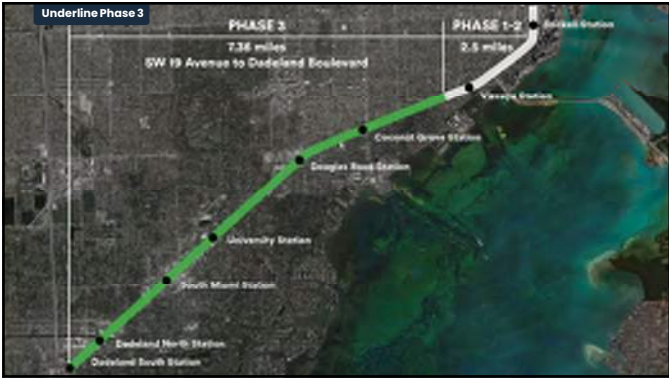 Underline Phase 3
PHASE 3
PHASE 1-2
7.36 miles
2.5 miles
SW 19 Avenue to Dadeland Boulevard
Brickell Station
Vizcaya Station
Coconut Grove Station
Douglas Road Station
University Station
South Miami Station
Dadeland North Station
Dadeland South Station